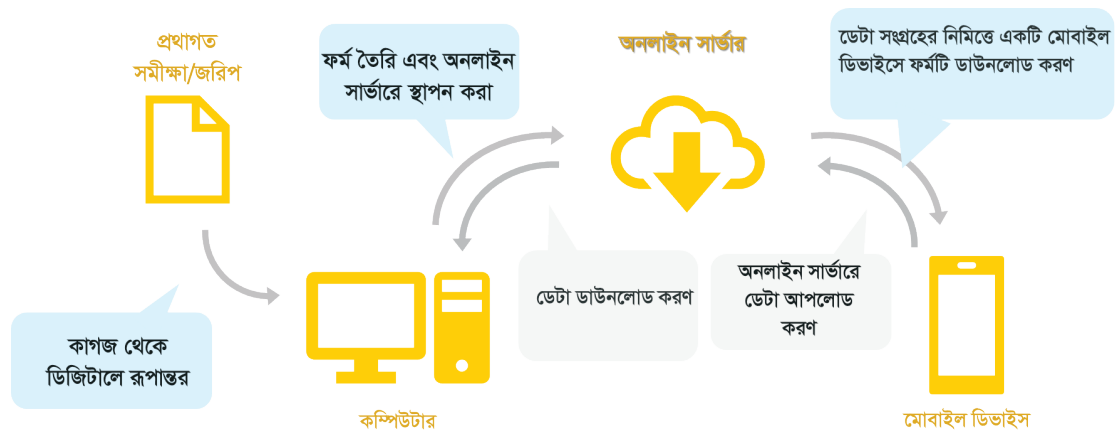 প্রথাগত
সমীক্ষা/জরিপ
ফর্ম তৈরি এবং অনলাইন
সার্ভারে স্থাপন করা
অনলাইন সার্ভার
ডেটা সংগ্রহের নিমিত্তে একটি মোবাইল
ডিভাইসে ফর্মটি ডাউনলোড করণ
কাগজ থেকে
ডিজিটালে রূপান্তর
ডেটা ডাউনলোড করণ
অনলাইন সার্ভারে
ডেটা আপলোড
করণ
কম্পিউটার
মোবাইল ডিভাইস